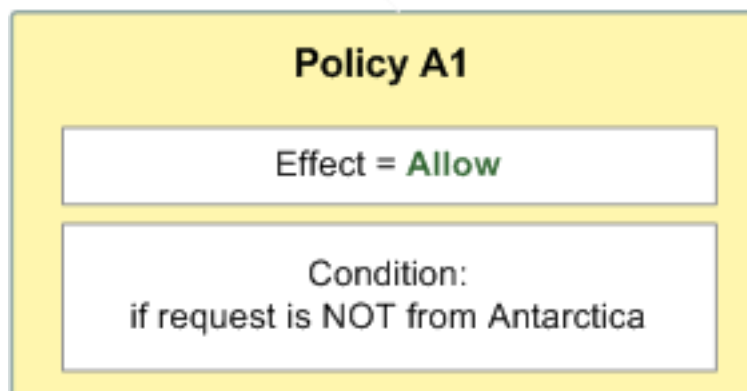 Policy A1
Effect = Allow
Condition:
if request is NOT from Antarctica